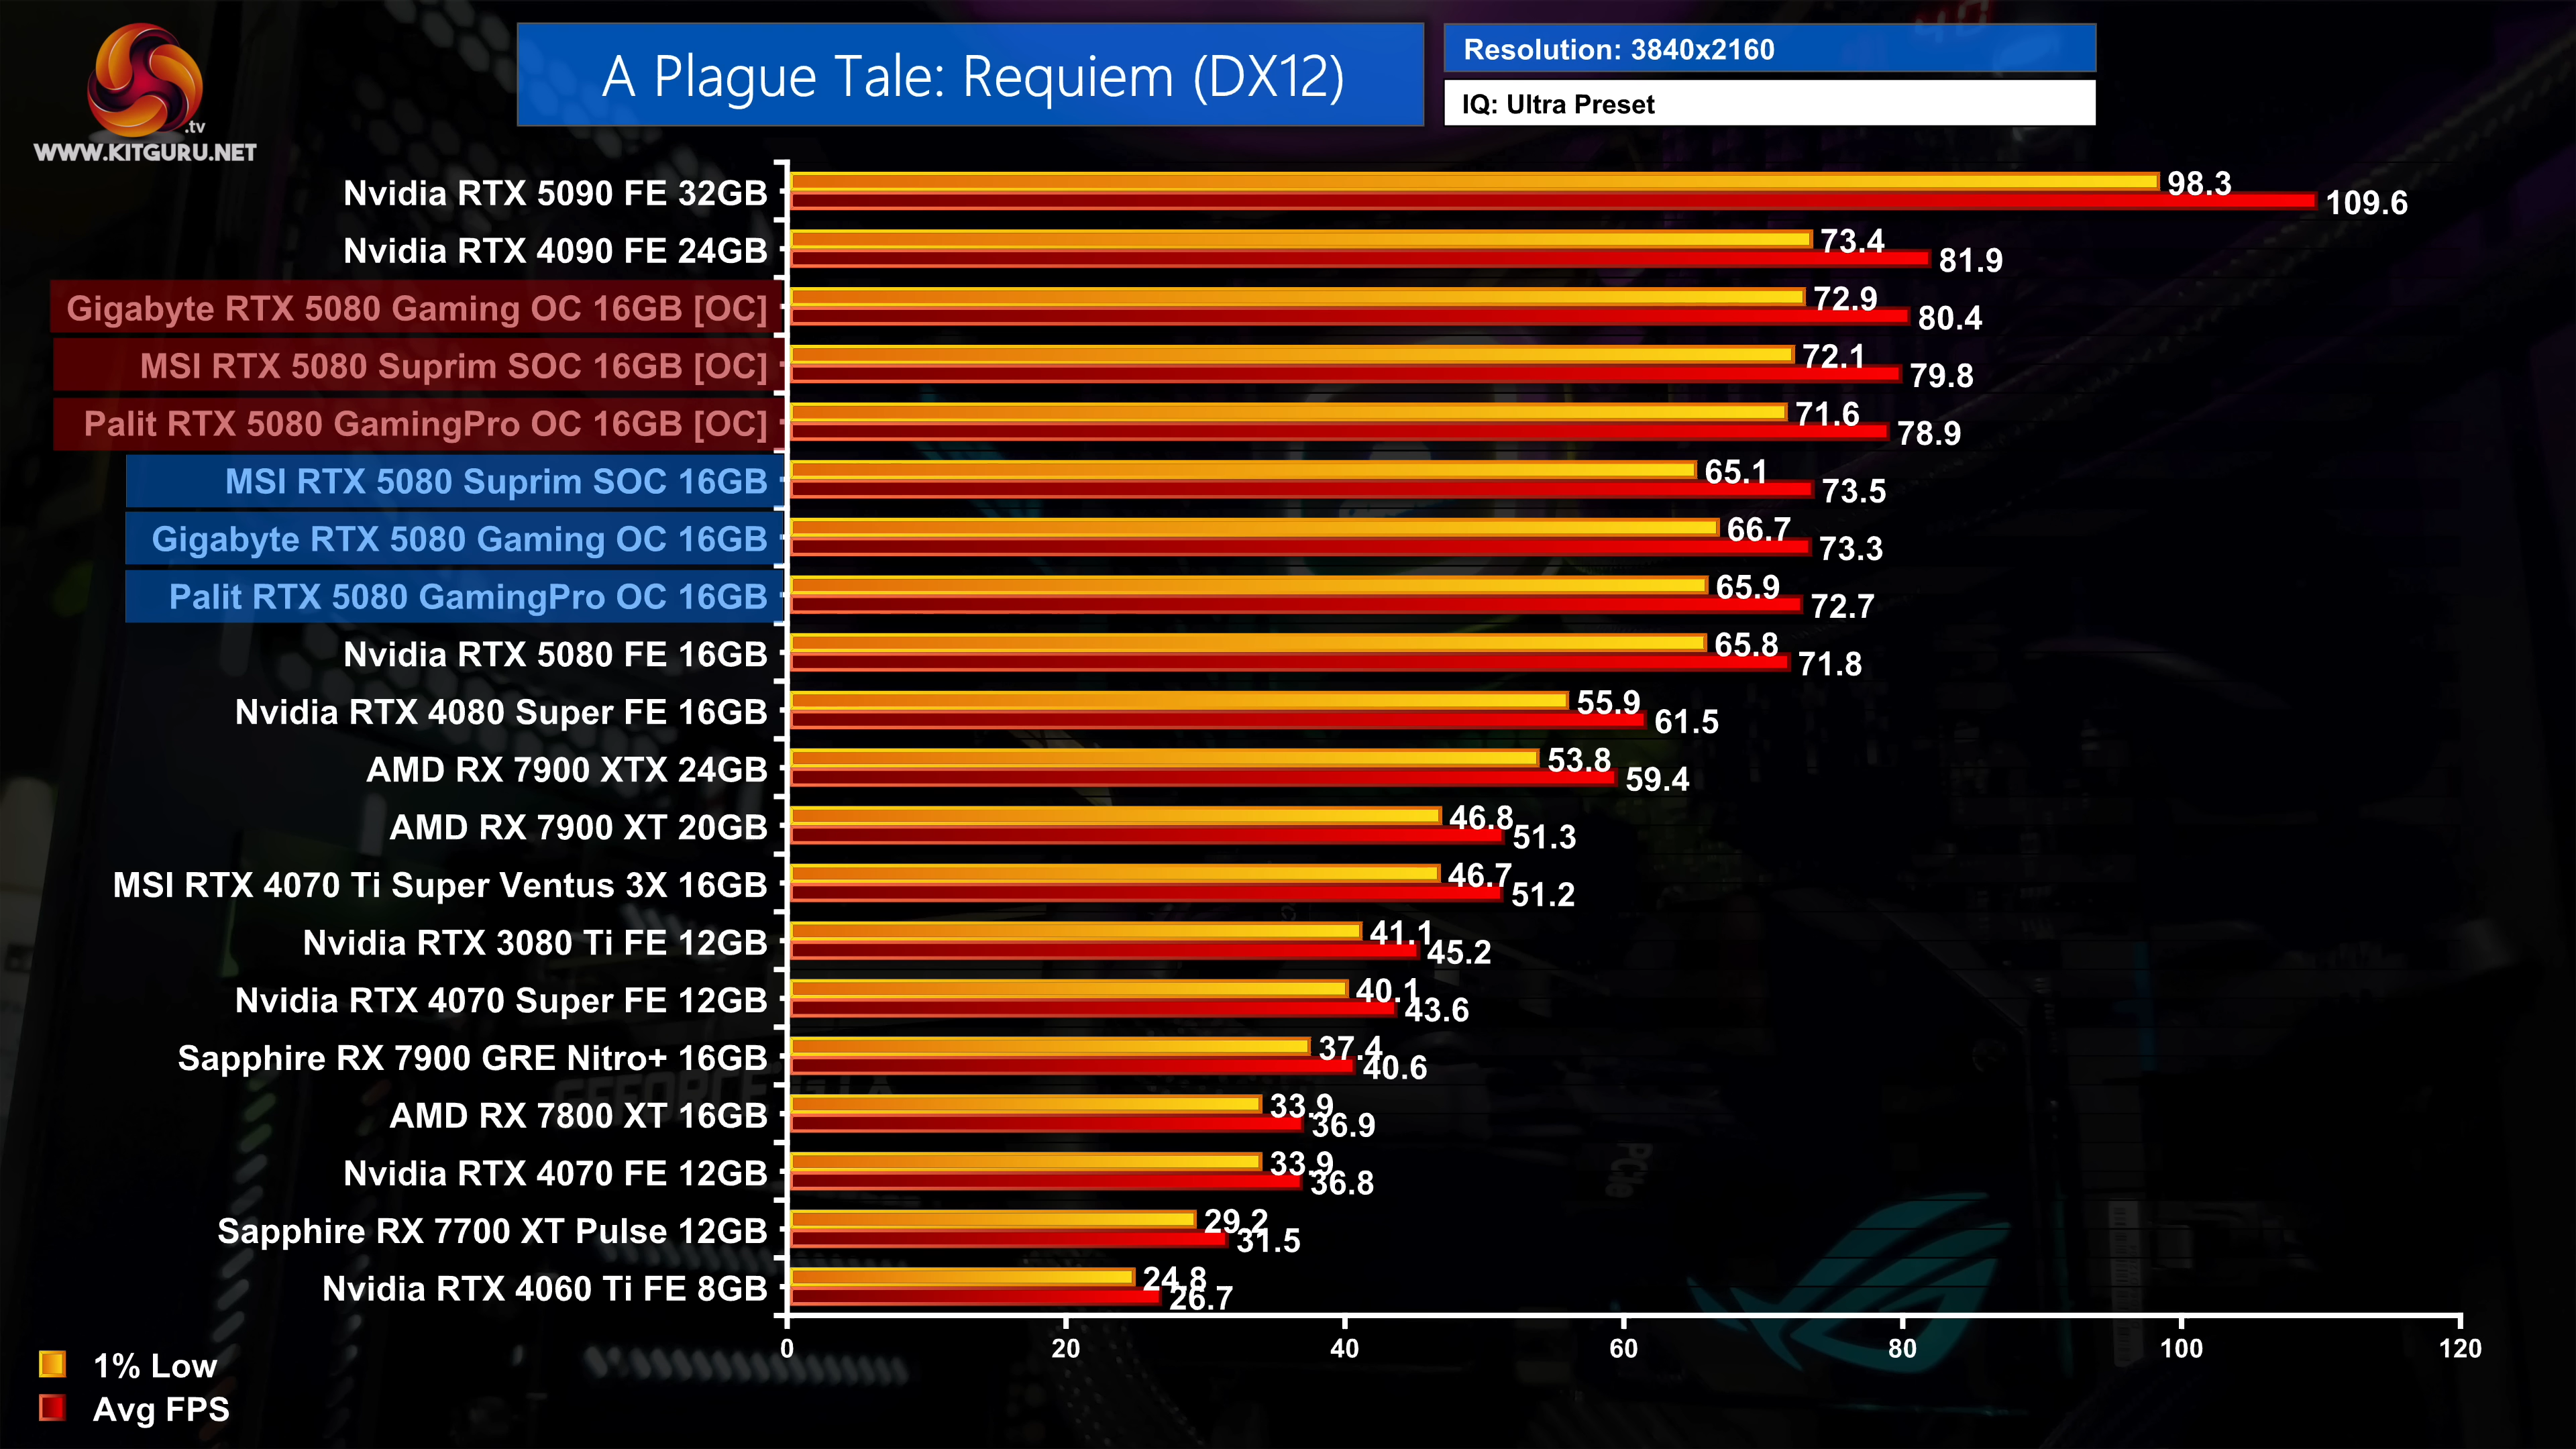 .tv
WWW.KITGURU.NET
A Plague Tale: Requiem (DX12)
Resolution: 3840x2160
IQ: Ultra Preset
Nvidia RTX 5090 FE 32GB 98.3 109.6
Nvidia RTX 4090 FE 24GB 73.4 81.9
Gigabyte RTX 5080 Gaming OC 16GB [OC] 72.9 80.4
MSI RTX 5080 Suprim SOC 16GB [OC] 72.1 79.8
Palit RTX 5080 GamingPro OC 16GB [OC] 71.6 78.9
MSI RTX 5080 Suprim SOC 16GB 65.1 73.5
Gigabyte RTX 5080 Gaming OC 16GB 66.7 73.3
Palit RTX 5080 GamingPro OC 16GB 65.9 72.7
Nvidia RTX 5080 FE 16GB 65.8 71.8
Nvidia RTX 4080 Super FE 16GB 55.9 61.5
AMD RX 7900 XTX 24GB 53.8 59.4
AMD RX 7900 XT 20GB 46.8 51.3
MSI RTX 4070 Ti Super Ventus 3X 16GB 46.7 51.2
Nvidia RTX 3080 Ti FE 12GB 41.1 45.2
Nvidia RTX 4070 Super FE 12GB 40.1 43.6
Sapphire RX 7900 GRE Nitro+ 16GB 37.4 40.6
AMD RX 7800 XT 16GB 33.9 36.9
Nvidia RTX 4070 FE 12GB 33.9 36.8
Sapphire RX 7700 XT Pulse 12GB 29.2 31.5
Nvidia RTX 4060 Ti FE 8GB 24.8 26.7
0 20 40 60 80 100 120
1% Low
Avg FPS
GEFORCE RTX
PCIe